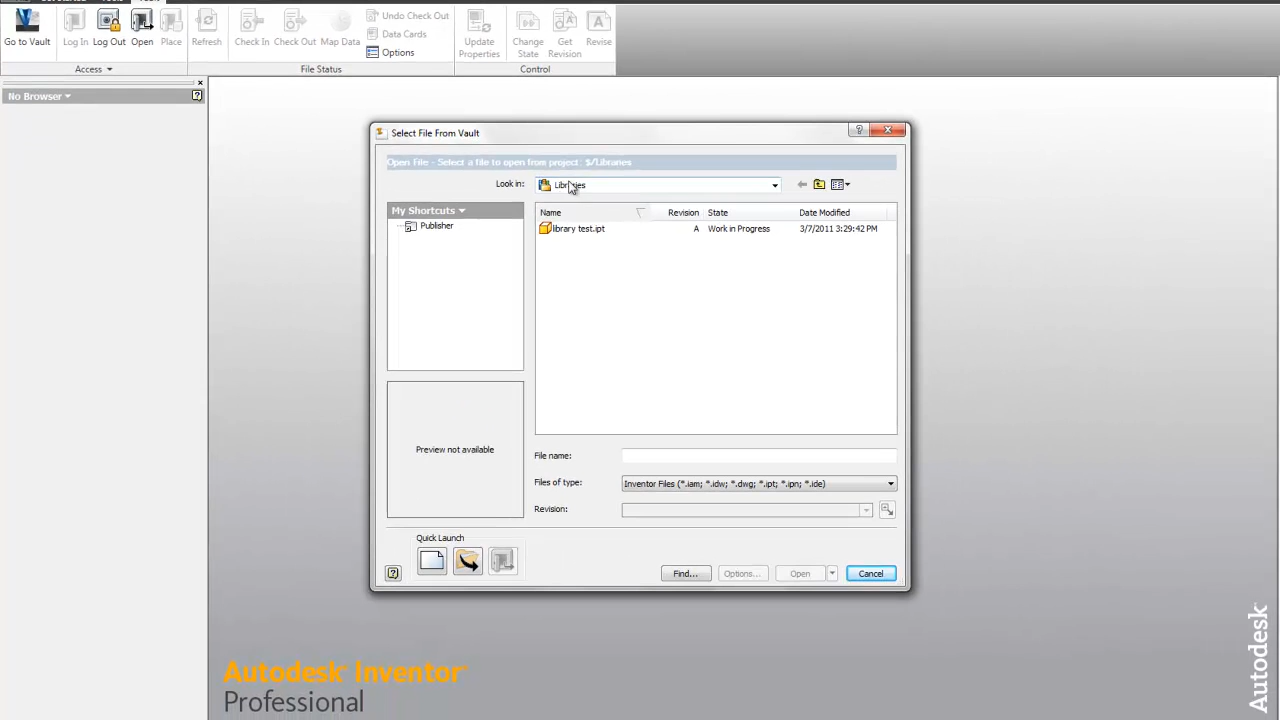 Go to Vault
Log In
Log Out
Open
Place
Refresh
Check In
Check Out
Map Data
Undo Check Out
Data Cards
Options
Update Properties
Change State
Get Revision
Revise
Access
File Status
Control
No Browser
Select File From Vault
Open File - Select a file to open from project: $/Libraries
Look in:
Libraries
My Shortcuts
Publisher
Name Revision State Date Modified
library test.ipt A Work in Progress 3/7/2011 3:29:42 PM
Preview not available
File name:
Files of type: Inventor Files (*.iam; *.idw; *.dwg; *.ipt; *.ipn; *.ide)
Revision:
Quick Launch
Find... Options... Open Cancel
Autodesk® Inventor®
Professional
Autodesk®